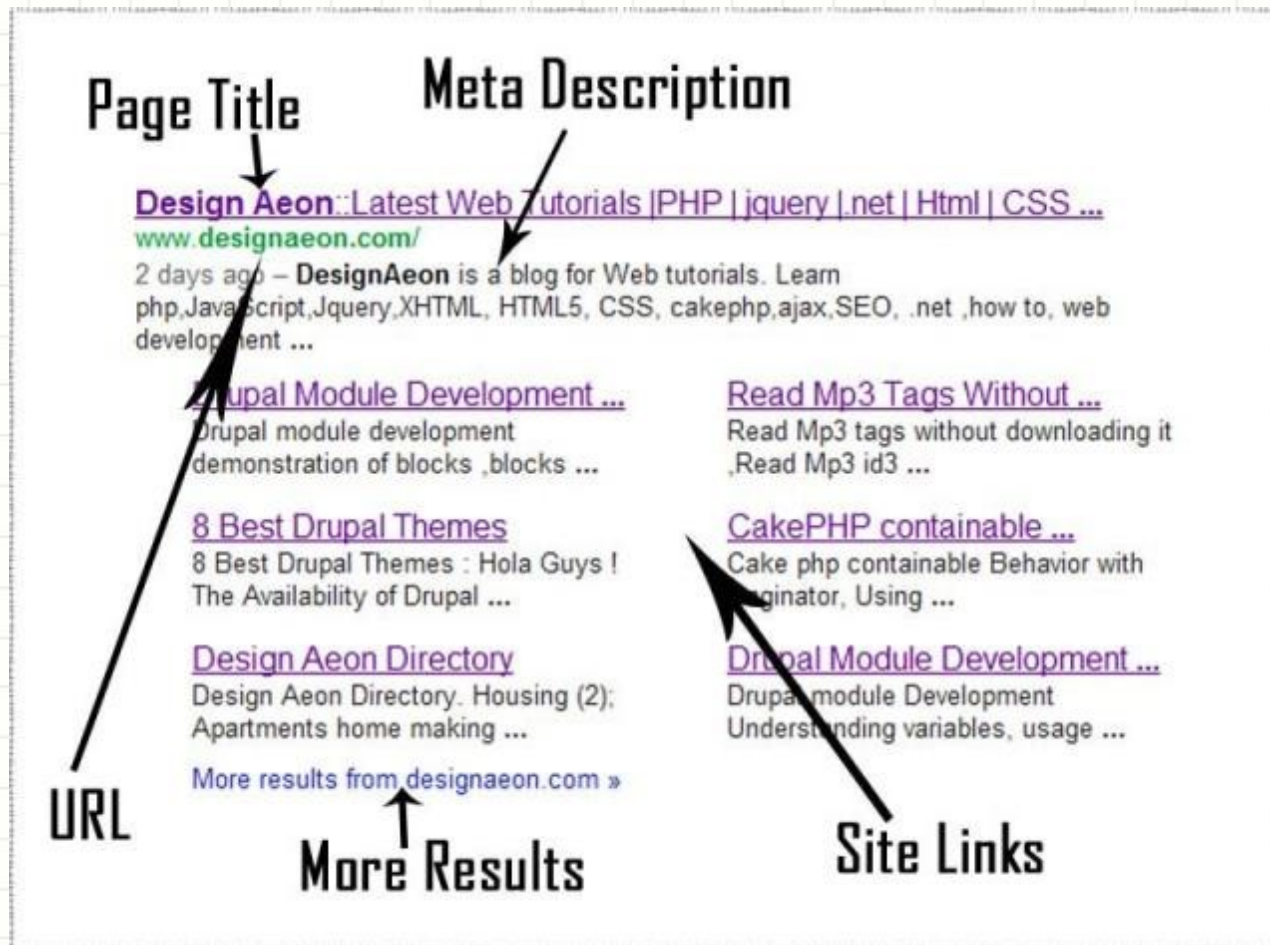 Page Title
Meta Description
Design Aeon::Latest Web Tutorials |PHP | jquery |.net | Html | CSS ...
www.designaeon.com/
2 days ago – DesignAeon is a blog for Web tutorials. Learn
php,JavaScript,Jquery,XHTML, HTML5, CSS, cakephp,ajax,SEO, .net ,how to, web
development ...
Drupal Module Development ...
Drupal module development
demonstration of blocks ,blocks ...
Read Mp3 Tags Without ...
Read Mp3 tags without downloading it
,Read Mp3 id3 ...
8 Best Drupal Themes
8 Best Drupal Themes : Hola Guys !
The Availability of Drupal ...
CakePHP containable ...
Cake php containable Behavior with
Paginator, Using ...
Design Aeon Directory
Design Aeon Directory. Housing (2);
Apartments home making ...
Drupal Module Development ...
Drupal module Development
Understanding variables, usage ...
More results from designaeon.com »
URL
More Results
Site Links